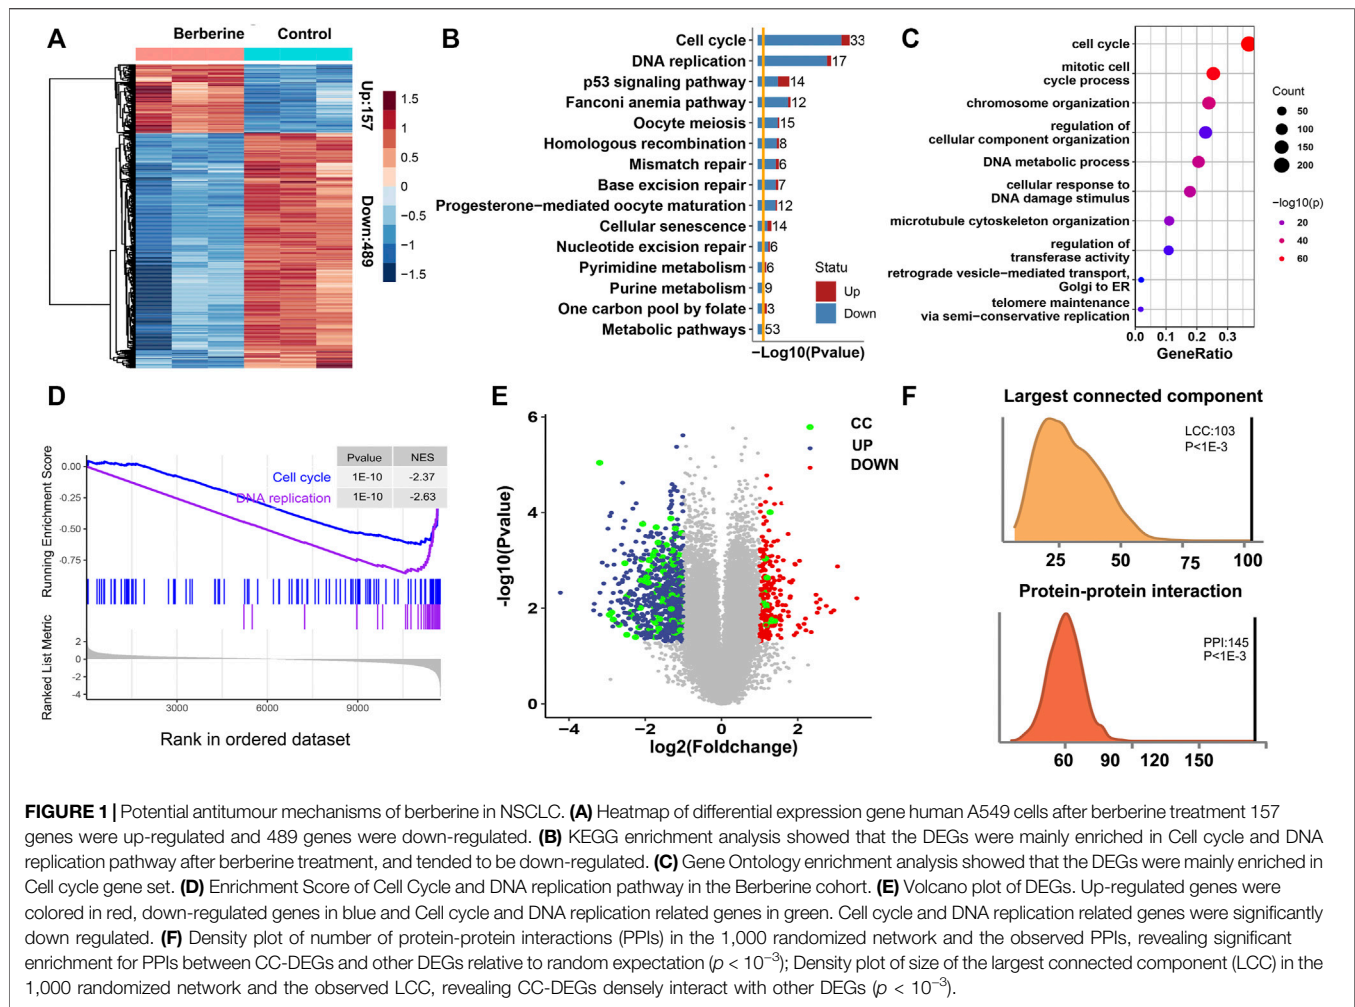 A
Berberine
Control
Up:157
Down:489
1.5
1
0.5
0
−0.5
−1
−1.5
B
Cell cycle 33
DNA replication 17
p53 signaling pathway 14
Fanconi anemia pathway 12
Oocyte meiosis 15
Homologous recombination 8
Mismatch repair 6
Base excision repair 7
Progesterone−mediated oocyte maturation 12
Cellular senescence 14
Nucleotide excision repair 6
Pyrimidine metabolism 6
Purine metabolism 9
One carbon pool by folate 3
Metabolic pathways 53
Statu
Up
Down
−Log10(Pvalue)
C
cell cycle
mitotic cell
cycle process
chromosome organization
regulation of
cellular component organization
DNA metabolic process
cellular response to
DNA damage stimulus
microtubule cytoskeleton organization
regulation of
transferase activity
retrograde vesicle−mediated transport,
Golgi to ER
telomere maintenance
via semi−conservative replication
0.0 0.1 0.2 0.3
GeneRatio
Count
50
100
150
200
−log10(p)
20
40
60
D
Running Enrichment Score
0.00
-0.25
-0.50
-0.75
Pvalue NES
Cell cycle 1E-10 -2.37
DNA replication 1E-10 -2.63
Ranked List Metric
2
0
-2
-4
3000 6000 9000
Rank in ordered dataset
E
-log10(Pvalue)
6
4
2
0
−4 −2 0 2
log2(Foldchange)
CC
UP
DOWN
F
Largest connected component
LCC:103
P<1E-3
25 50 75 100
Protein-protein interaction
PPI:145
P<1E-3
60 90 120 150
FIGURE 1 | Potential antitumour mechanisms of berberine in NSCLC. (A) Heatmap of differential expression gene human A549 cells after berberine treatment 157
genes were up-regulated and 489 genes were down-regulated. (B) KEGG enrichment analysis showed that the DEGs were mainly enriched in Cell cycle and DNA
replication pathway after berberine treatment, and tended to be down-regulated. (C) Gene Ontology enrichment analysis showed that the DEGs were mainly enriched in
Cell cycle gene set. (D) Enrichment Score of Cell Cycle and DNA replication pathway in the Berberine cohort. (E) Volcano plot of DEGs. Up-regulated genes were
colored in red, down-regulated genes in blue and Cell cycle and DNA replication related genes in green. Cell cycle and DNA replication related genes were significantly
down regulated. (F) Density plot of number of protein-protein interactions (PPIs) in the 1,000 randomized network and the observed PPIs, revealing significant
enrichment for PPIs between CC-DEGs and other DEGs relative to random expectation (p < 10⁻³); Density plot of size of the largest connected component (LCC) in the
1,000 randomized network and the observed LCC, revealing CC-DEGs densely interact with other DEGs (p < 10⁻³).